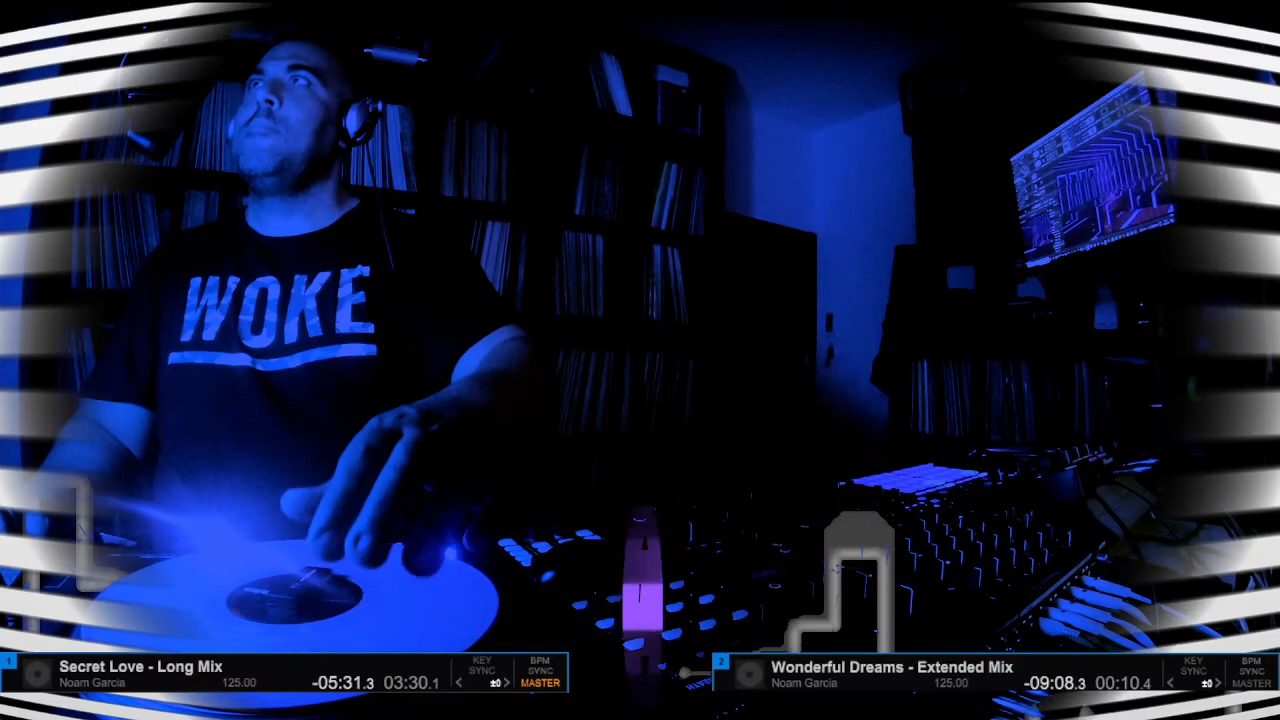 WOKE
1
Secret Love - Long Mix
Noam Garcia
125.00
-05:31.3
03:30.1
KEY
SYNC
< ±0 >
BPM
SYNC
MASTER
2
Wonderful Dreams - Extended Mix
Noam Garcia
125.00
-09:08.3
00:10.4
KEY
SYNC
< ±0 >
BPM
SYNC
MASTER